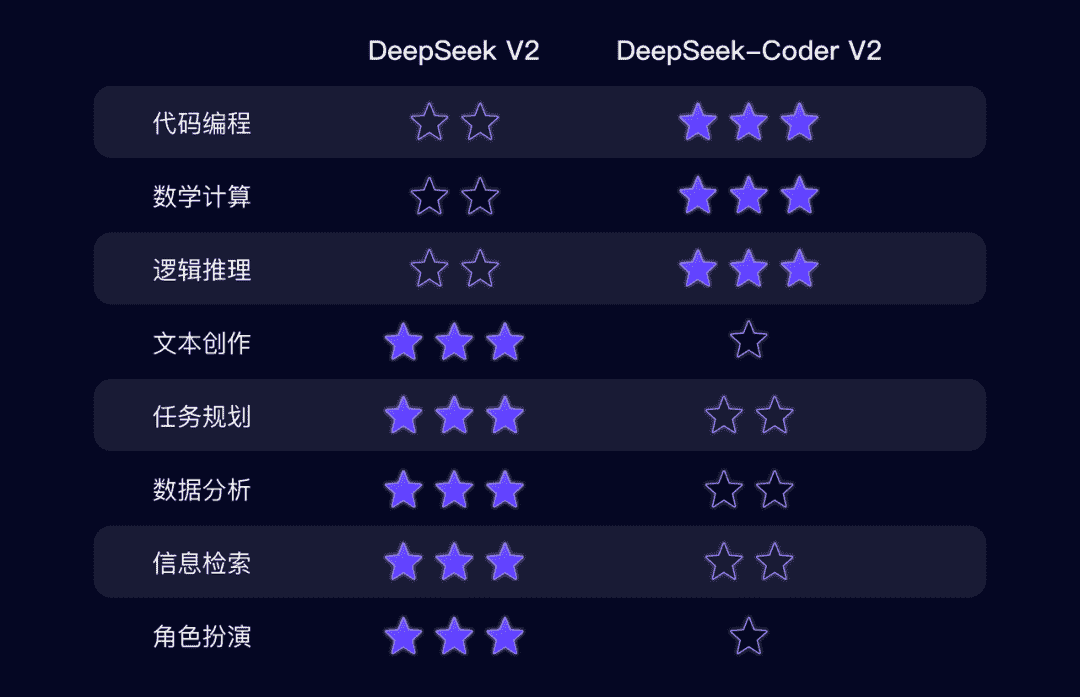 DeepSeek V2 DeepSeek-Coder V2
代码编程
数学计算
逻辑推理
文本创作
任务规划
数据分析
信息检索
角色扮演